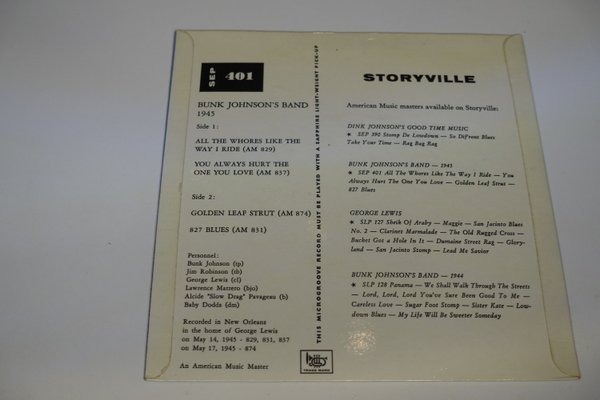 SEP 401
BUNK JOHNSON'S BAND
1945
Side 1:
ALL THE WHORES LIKE THE
WAY I RIDE (AM 829)
YOU ALWAYS HURT THE
ONE YOU LOVE (AM 837)
Side 2:
GOLDEN LEAF STRUT (AM 874)
827 BLUES (AM 831)
Personnel:
Bunk Johnson (tp)
Jim Robinson (tb)
George Lewis (cl)
Lawrence Marrero (bjo)
Alcide "Slow Drag" Pavageau (b)
Baby Dodds (dm)
Recorded in New Orleans
in the home of George Lewis
on May 14, 1945 - 829, 831, 837
on May 17, 1945 - 874
An American Music Master
THIS MICROGROOVE RECORD MUST BE PLAYED WITH A SAPPHIRE LIGHT-WEIGHT PICK-UP
TRADE MARK
STORYVILLE
American Music masters available on Storyville:
DINK JOHNSON'S GOOD TIME MUSIC
★ SEP 390 Stomp De Lowdown — So Diff'rent Blues
Take Your Time — Rag Bag Rag
BUNK JOHNSON'S BAND — 1945
★ SEP 401 All The Whores Like The Way I Ride — You
Always Hurt The One You Love — Golden Leaf Strut —
827 Blues
GEORGE LEWIS
★ SLP 127 Sheik Of Araby — Maggie — San Jacinto Blues
No. 2 — Clarinet Marmalade — The Old Rugged Cross —
Bucket Got a Hole In It — Dumaine Street Rag — Glory-
land — San Jacinto Stomp — Lead Me Savior
BUNK JOHNSON'S BAND — 1944
★ SLP 128 Panama — We Shall Walk Through The Streets
— Lord, Lord, Lord You've Sure Been Good To Me —
Careless Love — Sugar Foot Stomp — Sister Kate — Low-
down Blues — My Life Will Be Sweeter Someday